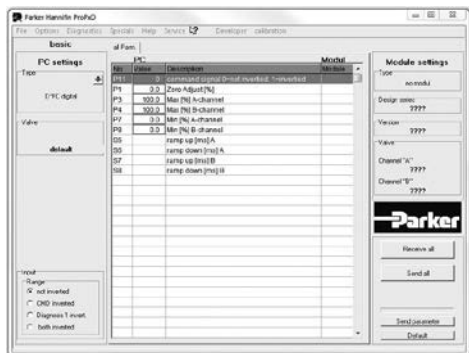 Parker Hannifin ProPxD
File Options Diagnostics Specials Help Service Developer calibration
basic
all Para
PC settings
Type
Valve
default
Input
Range
not inverted
CHD inverted
Diagnosis 1 invert.
both inverted
PC Modul
No Value Description Module
P11 0 command signal 0=not inverted, 1=inverted
P1 0.0 Zero Adjust [%]
P3 100.0 Max [%] A-channel
P4 100.0 Max [%] B-channel
P7 0.0 Min [%] A-channel
P8 0.0 Min [%] B-channel
S5 ramp up [ms] A
S6 ramp down [ms] A
S7 ramp up [ms] B
S8 ramp down [ms] B
Module settings
Type
no modul
Design series
????
Version
????
Valve
Channel "A"
????
Channel "B"
????
Parker
Receive all
Send all
Send parameter
Default